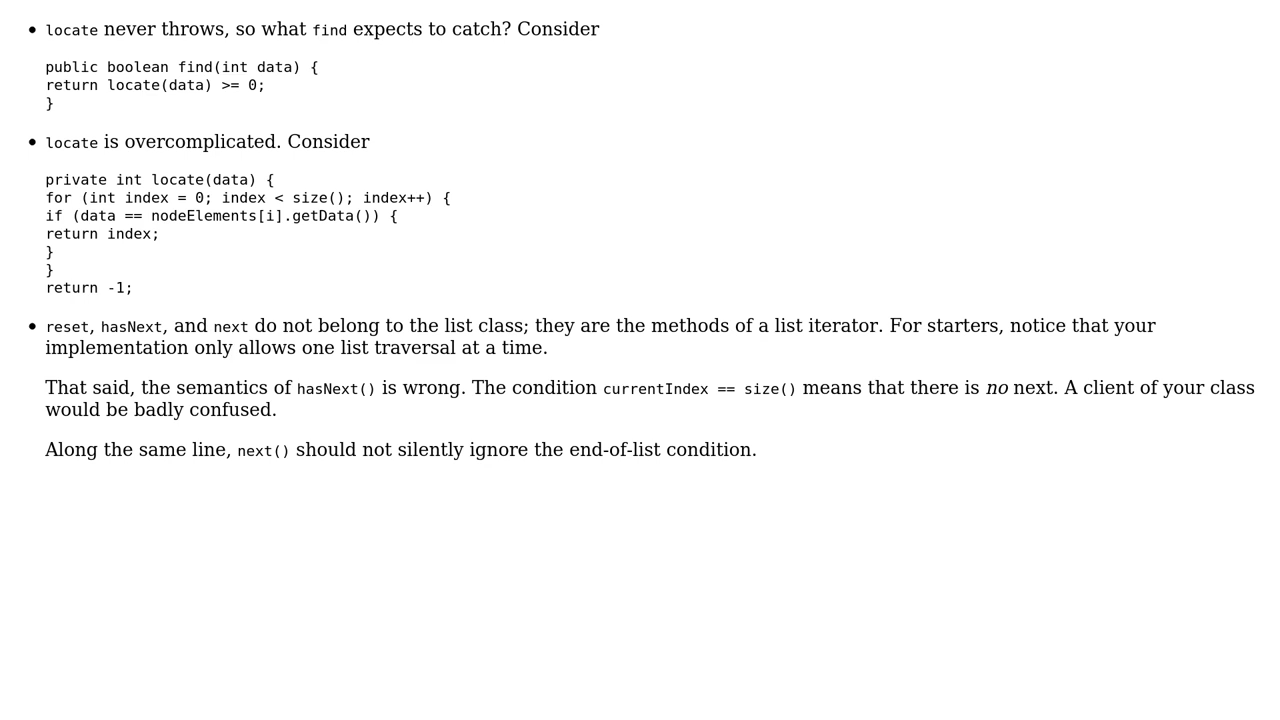 • locate never throws, so what find expects to catch? Consider
public boolean find(int data) {
return locate(data) >= 0;
}
• locate is overcomplicated. Consider
private int locate(data) {
for (int index = 0; index < size(); index++) {
if (data == nodeElements[i].getData()) {
return index;
}
}
return -1;
• reset, hasNext, and next do not belong to the list class; they are the methods of a list iterator. For starters, notice that your
implementation only allows one list traversal at a time.
That said, the semantics of hasNext() is wrong. The condition currentIndex == size() means that there is no next. A client of your class
would be badly confused.
Along the same line, next() should not silently ignore the end-of-list condition.